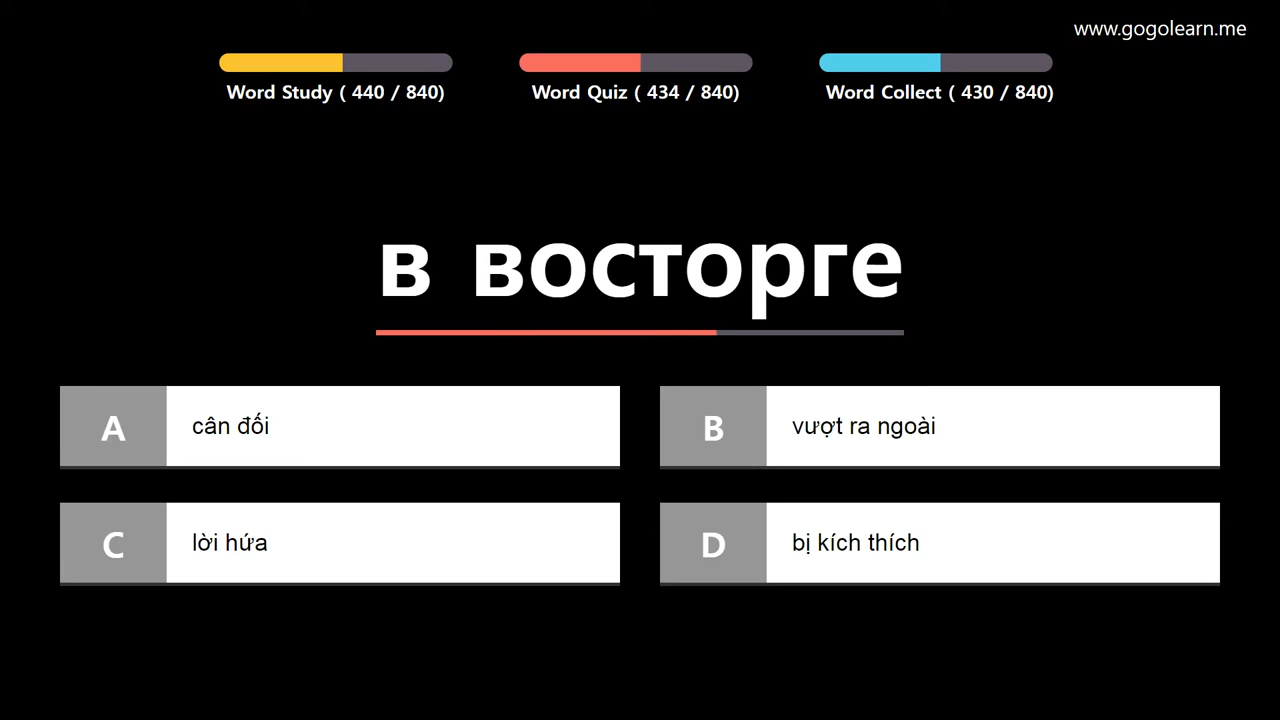 www.gogolearn.me
Word Study ( 440 / 840)
Word Quiz ( 434 / 840)
Word Collect ( 430 / 840)
в восторге
A cân đối
B vượt ra ngoài
C lời hứa
D bị kích thích